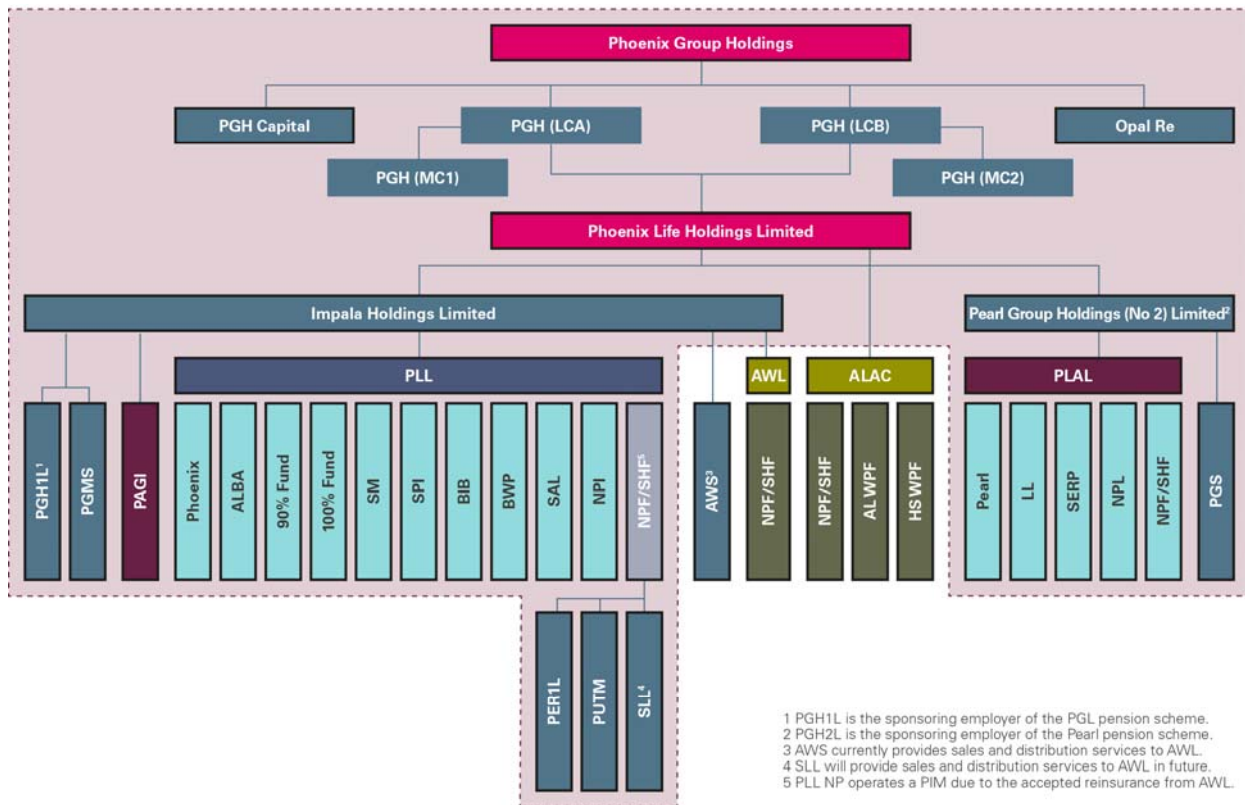 Phoenix Group Holdings
PGH Capital
PGH (LCA)
PGH (LCB)
Opal Re
PGH (MC1)
PGH (MC2)
Phoenix Life Holdings Limited
Impala Holdings Limited
Pearl Group Holdings (No 2) Limited²
PLL
AWL
ALAC
PLAL
PGH1L¹
PGMS
PAGI
Phoenix
ALBA
90% Fund
100% Fund
SM
SPI
BIB
BWP
SAL
NPI
NPF/SHF⁵
AWS³
NPF/SHF
NPF/SHF
AL WPF
HS WPF
Pearl
LL
SERP
NPL
NPF/SHF
PGS
PER1L
PUTM
SLL⁴
1 PGH1L is the sponsoring employer of the PGL pension scheme.
2 PGH2L is the sponsoring employer of the Pearl pension scheme.
3 AWS currently provides sales and distribution services to AWL.
4 SLL will provide sales and distribution services to AWL in future.
5 PLL NP operates a PIM due to the accepted reinsurance from AWL.